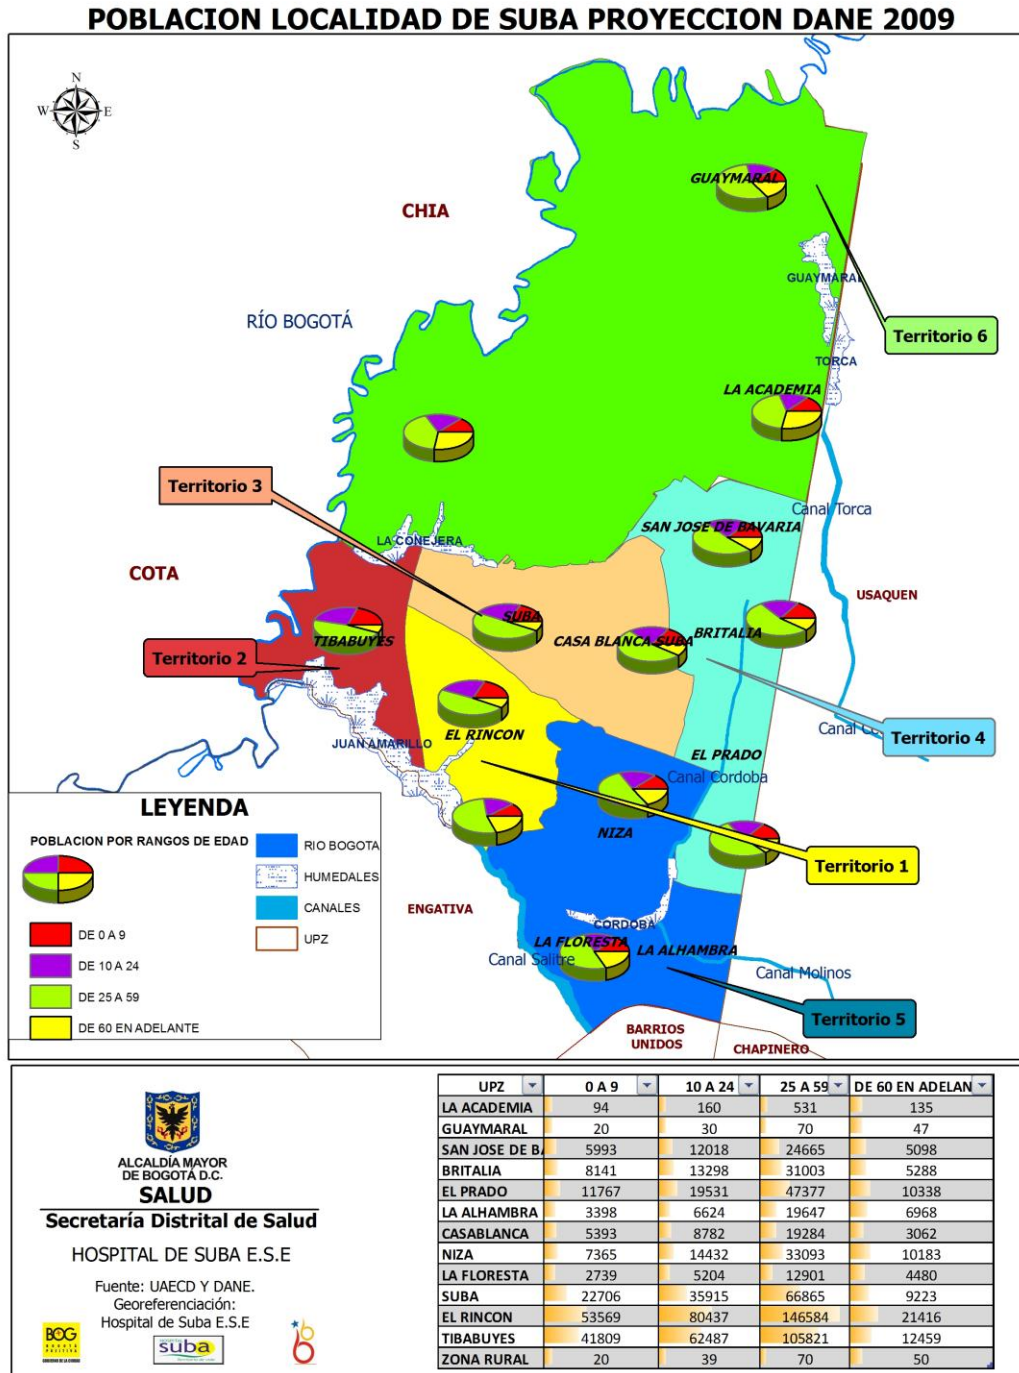 POBLACION LOCALIDAD DE SUBA PROYECCION DANE 2009
N
W E
S
CHIA
GUAYMARAL
GUAYMARAL
RÍO BOGOTÁ
Territorio 6
TORCA
LA ACADEMIA
Territorio 3
Canal Torca
SAN JOSE DE BAVARIA
LA CONEJERA
COTA
USAQUEN
SUBA
TIBABUYES
CASA BLANCA SUBA
BRITALIA
Territorio 2
Canal C
Territorio 4
EL RINCON
JUAN AMARILLO
EL PRADO
Canal Cordoba
NIZA
Territorio 1
ENGATIVA
CORDOBA
LA FLORESTA
LA ALHAMBRA
Canal Salitre
Canal Molinos
Territorio 5
BARRIOS
UNIDOS
CHAPINERO
LEYENDA
POBLACION POR RANGOS DE EDAD
DE 0 A 9
DE 10 A 24
DE 25 A 59
DE 60 EN ADELANTE
RIO BOGOTA
HUMEDALES
CANALES
UPZ
ALCALDÍA MAYOR
DE BOGOTÁ D.C.
SALUD
Secretaría Distrital de Salud
HOSPITAL DE SUBA E.S.E
Fuente: UAECD Y DANE.
Georeferenciación:
Hospital de Suba E.S.E
BOG
BOGOTA
POSITIVA
suba
UPZ 0 A 9 10 A 24 25 A 59 DE 60 EN ADELAN
LA ACADEMIA 94 160 531 135
GUAYMARAL 20 30 70 47
SAN JOSE DE BA 5993 12018 24665 5098
BRITALIA 8141 13298 31003 5288
EL PRADO 11767 19531 47377 10338
LA ALHAMBRA 3398 6624 19647 6968
CASABLANCA 5393 8782 19284 3062
NIZA 7365 14432 33093 10183
LA FLORESTA 2739 5204 12901 4480
SUBA 22706 35915 66865 9223
EL RINCON 53569 80437 146584 21416
TIBABUYES 41809 62487 105821 12459
ZONA RURAL 20 39 70 50